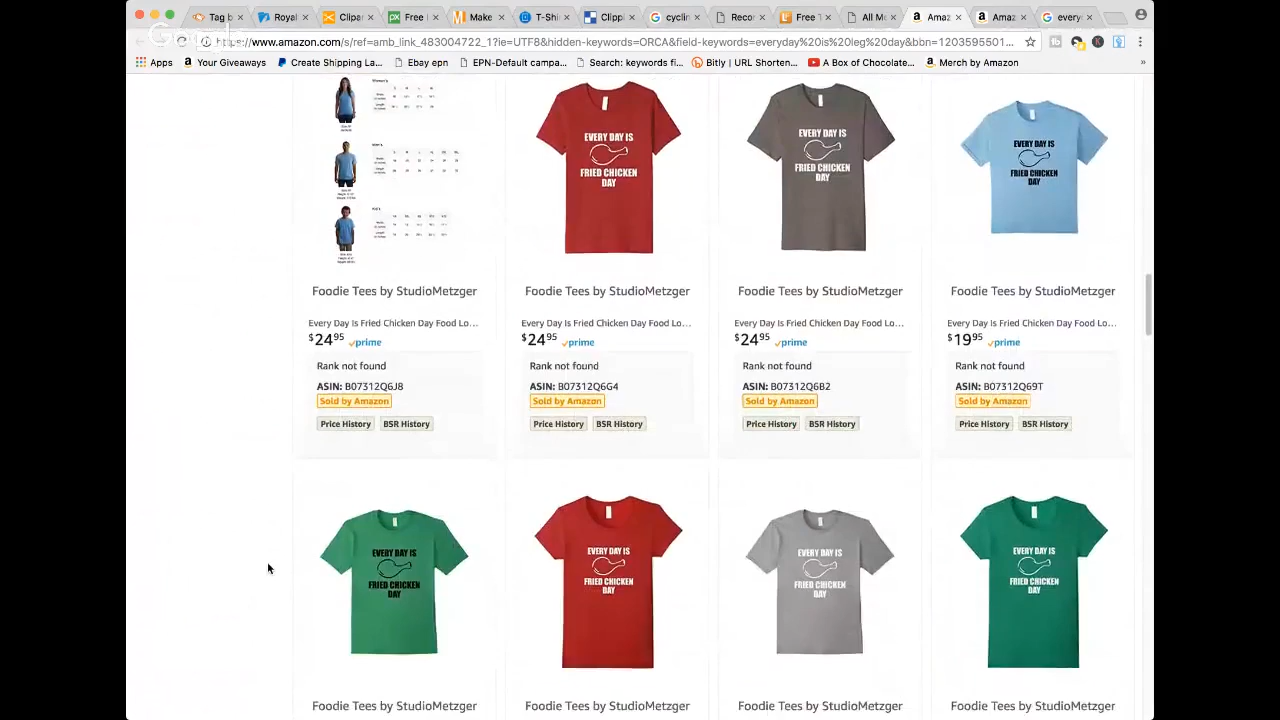 Tag b
Royal
Clipa
Free
Make
T-Shi
Clipp
cyclin
Reco
Free T
All M
Amaz
Amaz
every
https://www.amazon.com/s/ref=amb_link_483004722_1?ie=UTF8&hidden-keywords=ORCA&field-keywords=everyday%20is%20leg%20day&bbn=1203595501...
Apps
Your Giveaways
Create Shipping La...
Ebay epn
EPN-Default campa...
Search: keywords fi...
Bitly | URL Shorten...
A Box of Chocolate...
Merch by Amazon
»
EVERY DAY IS
FRIED CHICKEN
DAY
EVERY DAY IS
FRIED CHICKEN
DAY
EVERY DAY IS
FRIED CHICKEN
DAY
Foodie Tees by StudioMetzger
Foodie Tees by StudioMetzger
Foodie Tees by StudioMetzger
Foodie Tees by StudioMetzger
Every Day Is Fried Chicken Day Food Lo...
Every Day Is Fried Chicken Day Food Lo...
Every Day Is Fried Chicken Day Food Lo...
Every Day Is Fried Chicken Day Food Lo...
$24.95 prime
$24.95 prime
$24.95 prime
$19.95 prime
Rank not found
Rank not found
Rank not found
Rank not found
ASIN: B07312Q6J8
ASIN: B07312Q6G4
ASIN: B07312Q6B2
ASIN: B07312Q69T
Sold by Amazon
Sold by Amazon
Sold by Amazon
Sold by Amazon
Price History BSR History
Price History BSR History
Price History BSR History
Price History BSR History
EVERY DAY IS
FRIED CHICKEN
DAY
EVERY DAY IS
FRIED CHICKEN
DAY
EVERY DAY IS
FRIED CHICKEN
DAY
EVERY DAY IS
FRIED CHICKEN
DAY
Foodie Tees by StudioMetzger
Foodie Tees by StudioMetzger
Foodie Tees by StudioMetzger
Foodie Tees by StudioMetzger